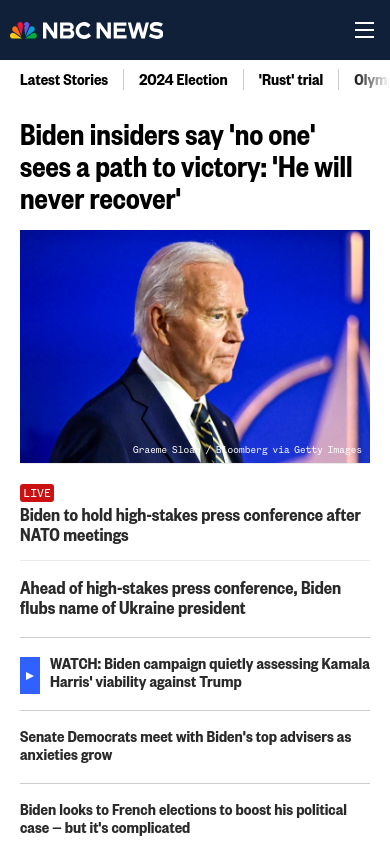 NBC NEWS
Latest Stories
2024 Election
'Rust' trial
Olym
Biden insiders say 'no one'
sees a path to victory: 'He will
never recover'
Graeme Sloan / Bloomberg via Getty Images
LIVE
Biden to hold high-stakes press conference after
NATO meetings
Ahead of high-stakes press conference, Biden
flubs name of Ukraine president
WATCH: Biden campaign quietly assessing Kamala
Harris' viability against Trump
Senate Democrats meet with Biden's top advisers as
anxieties grow
Biden looks to French elections to boost his political
case — but it's complicated